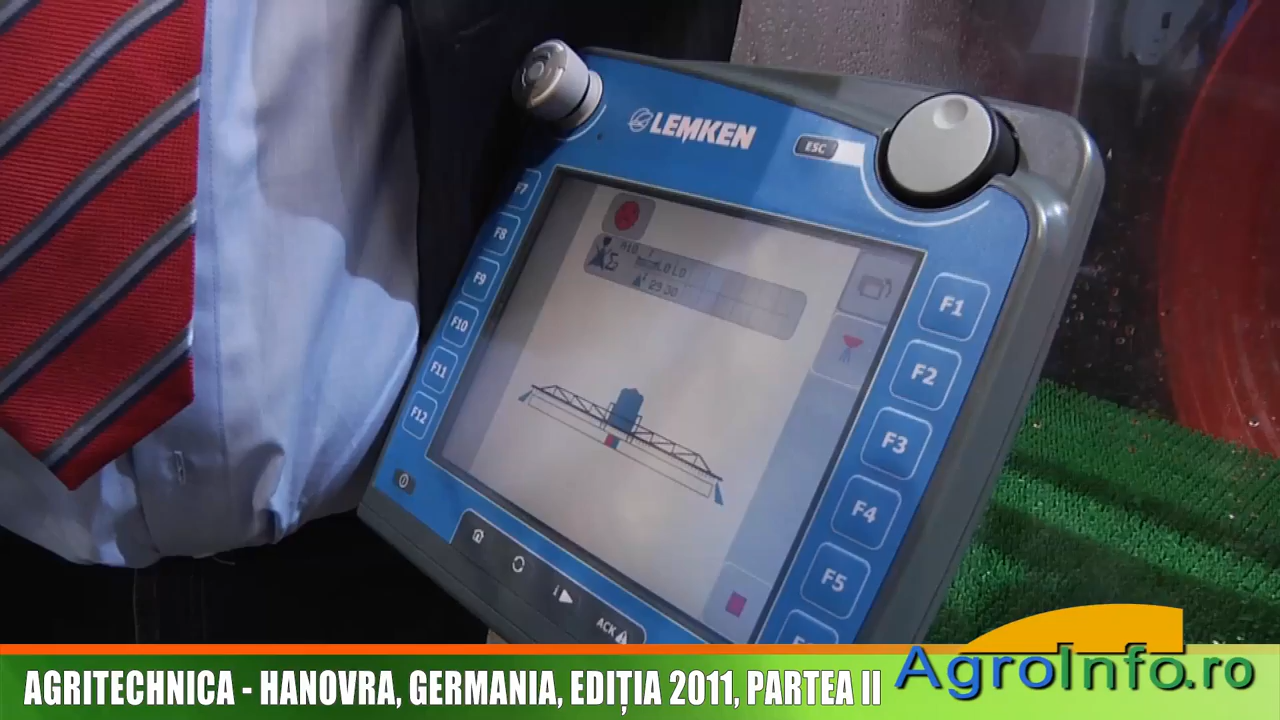 LEMKEN
ESC
F7
F8
F9
F10
F11
F12
F1
F2
F3
F4
F5
ACK
AGRITECHNICA - HANOVRA, GERMANIA, EDIȚIA 2011, PARTEA II
AgroInfo.ro